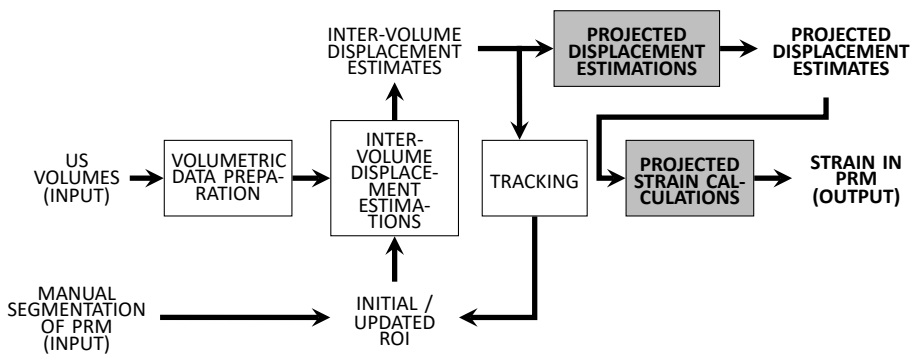 INTER-VOLUME
DISPLACEMENT
ESTIMATES
PROJECTED
DISPLACEMENT
ESTIMATIONS
PROJECTED
DISPLACEMENT
ESTIMATES
US
VOLUMES
(INPUT)
VOLUMETRIC
DATA PREPA-
RATION
INTER-
VOLUME
DISPLACE-
MENT
ESTIMA-
TIONS
TRACKING
PROJECTED
STRAIN CAL-
CULATIONS
STRAIN IN
PRM
(OUTPUT)
MANUAL
SEGMENTATION
OF PRM
(INPUT)
INITIAL /
UPDATED
ROI